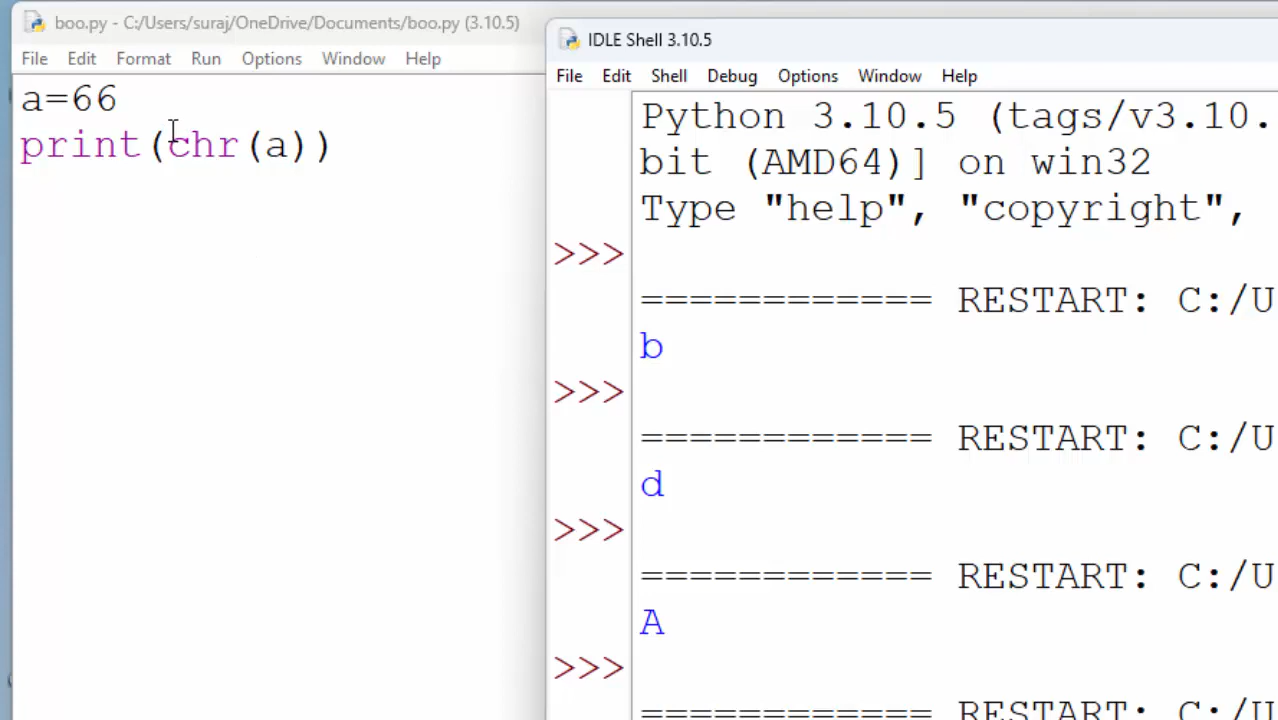 boo.py - C:/Users/suraj/OneDrive/Documents/boo.py (3.10.5)
File Edit Format Run Options Window Help
a=66
print(chr(a))
IDLE Shell 3.10.5
File Edit Shell Debug Options Window Help
Python 3.10.5 (tags/v3.10.
bit (AMD64)] on win32
Type "help", "copyright",
>>>
============ RESTART: C:/U
b
>>>
============ RESTART: C:/U
d
>>>
============ RESTART: C:/U
A
>>>
============ RESTART: C:/U